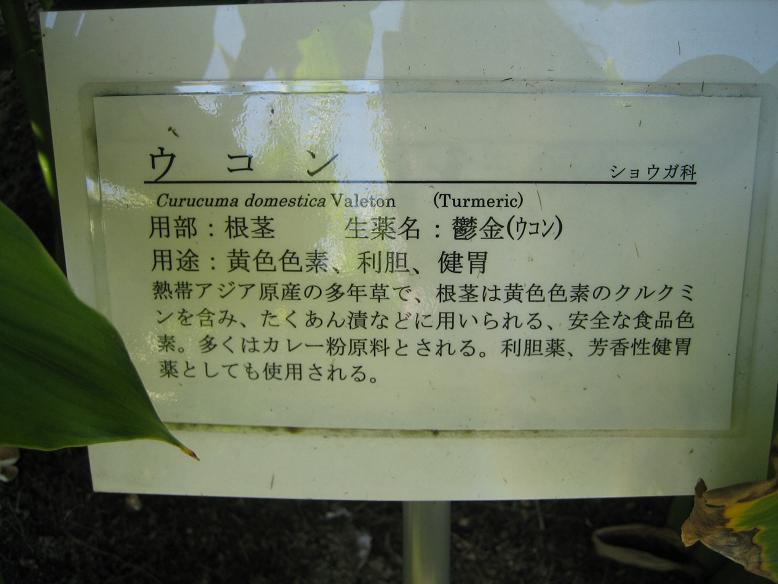 ウコン
ショウガ科
Curucuma domestica Valeton (Turmeric)
用部：根茎 生薬名：鬱金(ｳｺﾝ)
用途：黄色色素、利胆、健胃
熱帯アジア原産の多年草で、根茎は黄色色素のクルクミ
ンを含み、たくあん漬などに用いられる、安全な食品色
素。多くはカレー粉原料とされる。利胆薬、芳香性健胃
薬としても使用される。